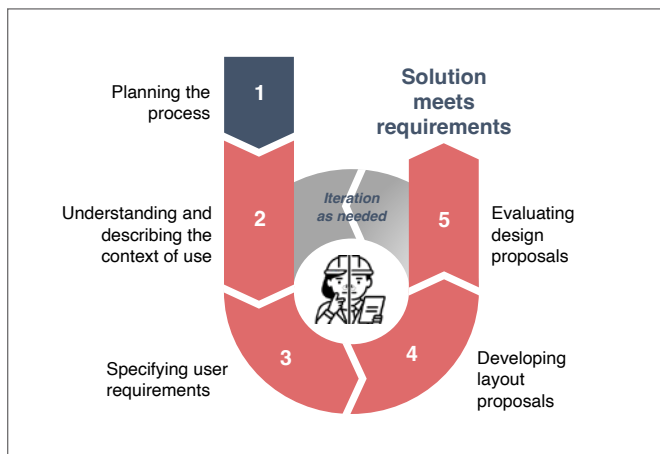 1
Planning the
process
2
Understanding and
describing the
context of use
3
Specifying user
requirements
4
Developing
layout
proposals
5
Evaluating
design
proposals
Iteration
as needed
Solution
meets
requirements